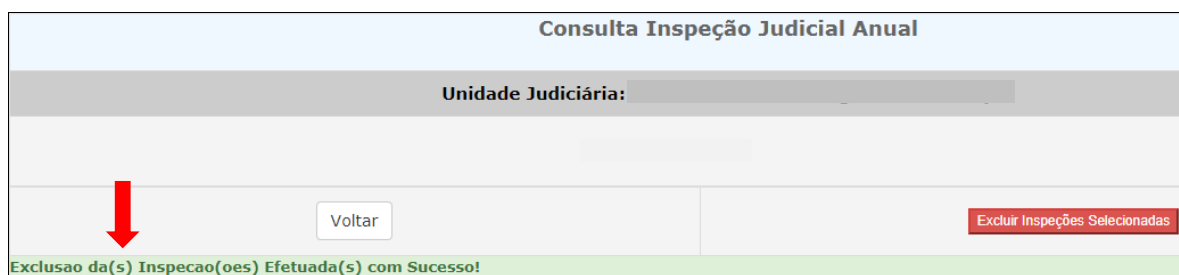 Consulta Inspeção Judicial Anual
Unidade Judiciária:
Voltar
Excluir Inspeções Selecionadas
Exclusao da(s) Inspecao(oes) Efetuada(s) com Sucesso!